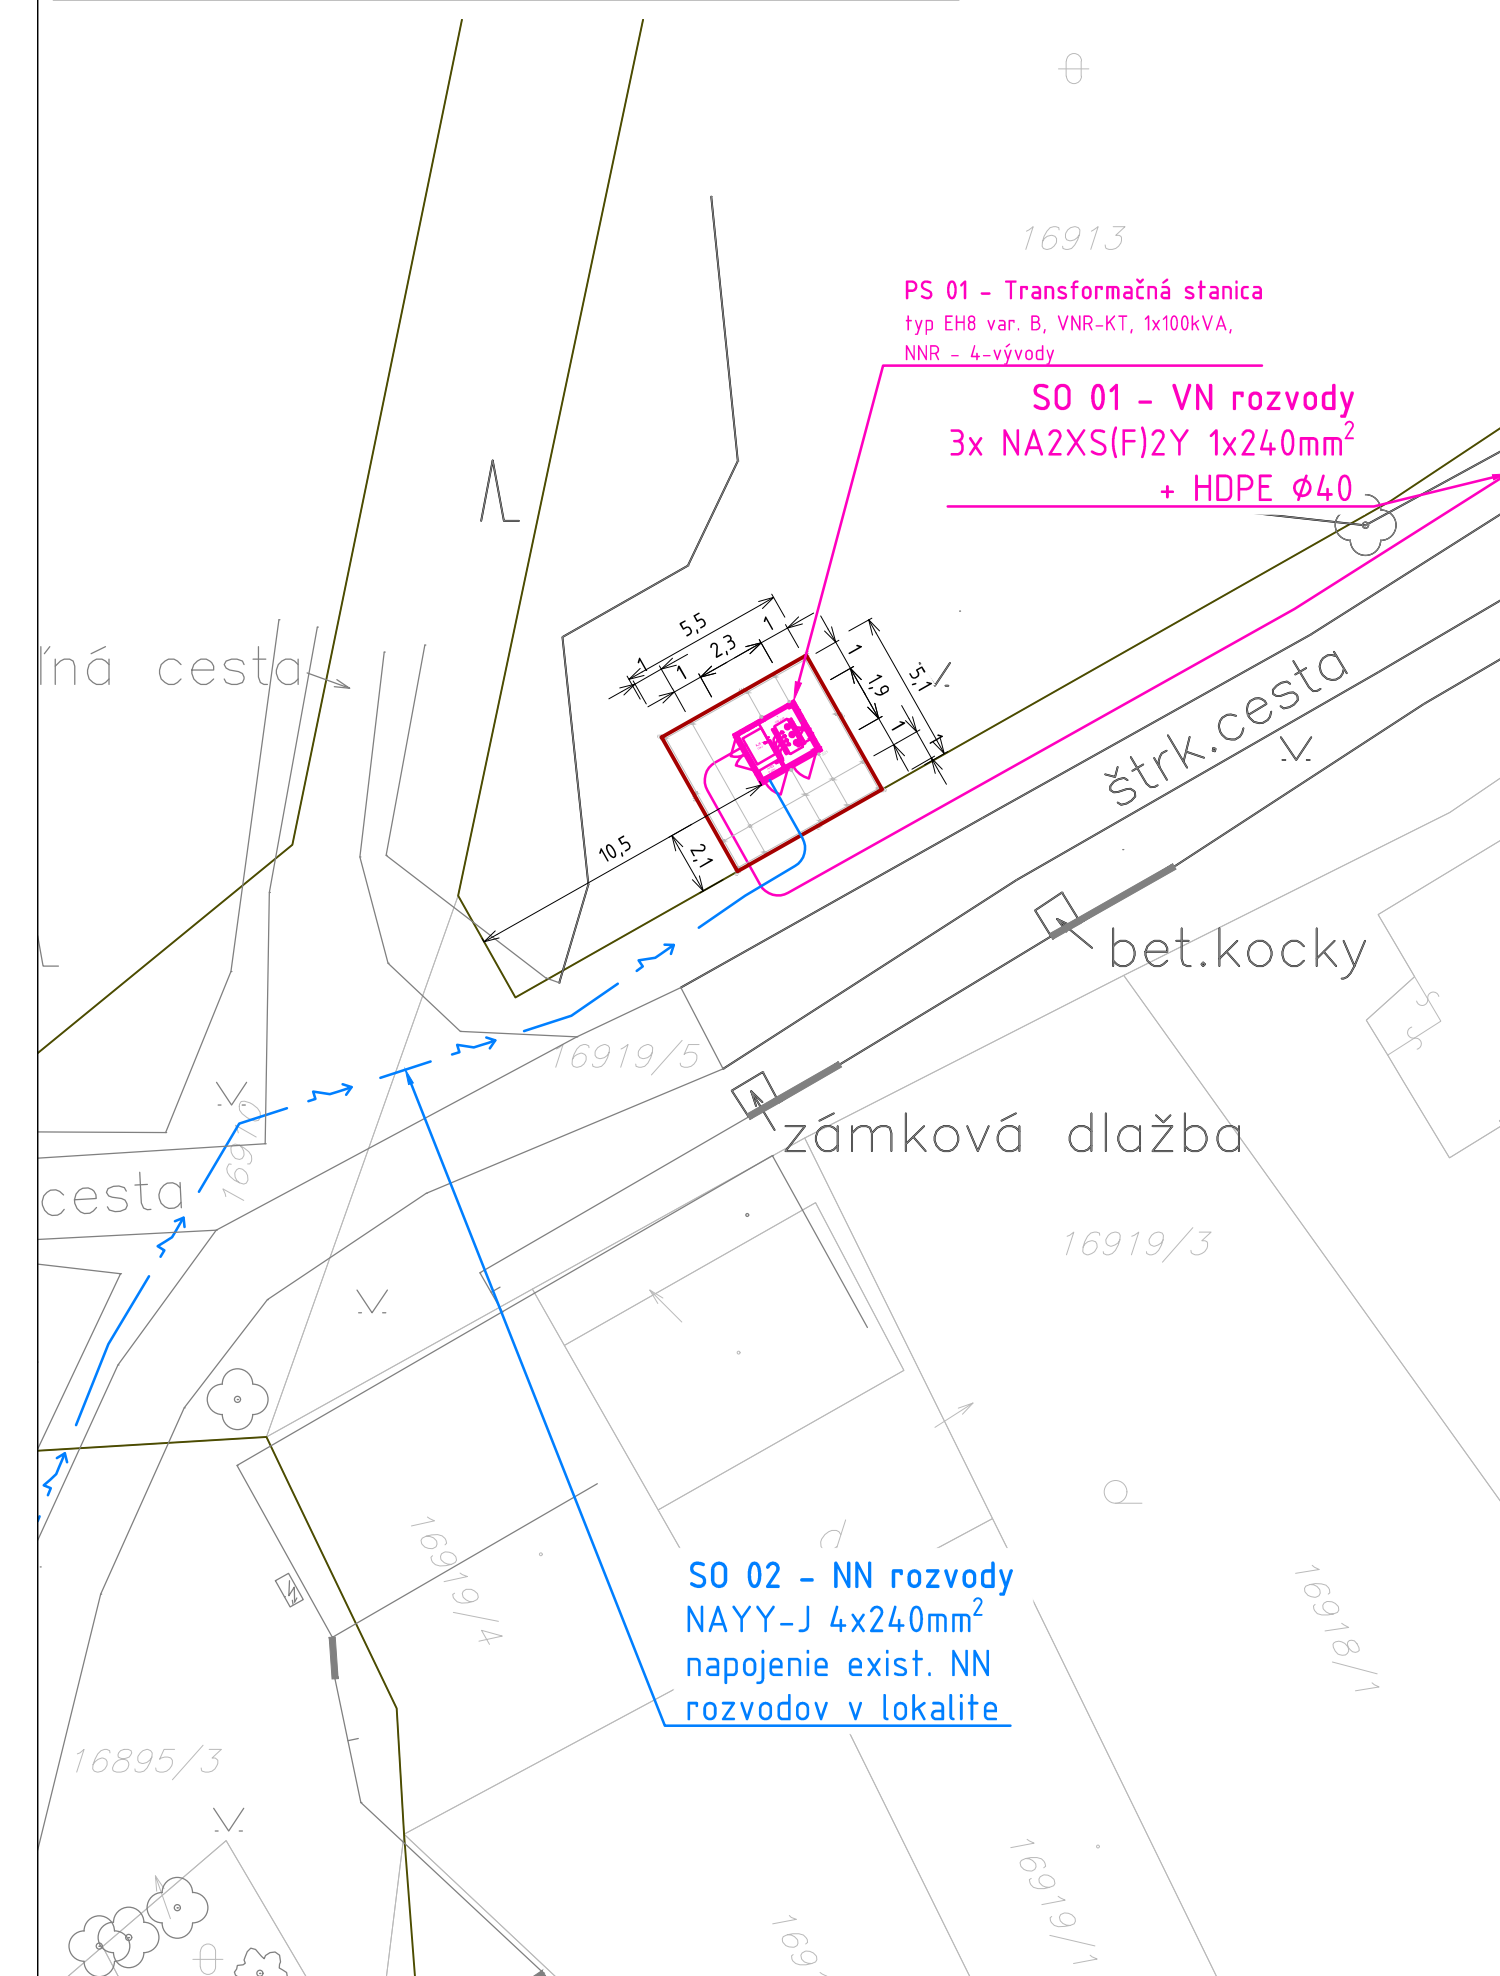 16913
PS 01 - Transformačná stanica
typ EH8 var. B, VNR-KT, 1x100kVA,
NNR - 4-vývody
SO 01 - VN rozvody
3x NA2XS(F)2Y 1x240mm²
+ HDPE Ø40
5,5
1
1
2,3
1
1
1,9
1
5,1
1
10,5
2,1
ľná cesta
štrk.cesta
bet.kocky
16919/5
zámková dlažba
16910
cesta
16919/3
SO 02 - NN rozvody
NAYY-J 4x240mm²
napojenie exist. NN
rozvodov v lokalite
16919/4
16918/1
16895/3
16919/1
169